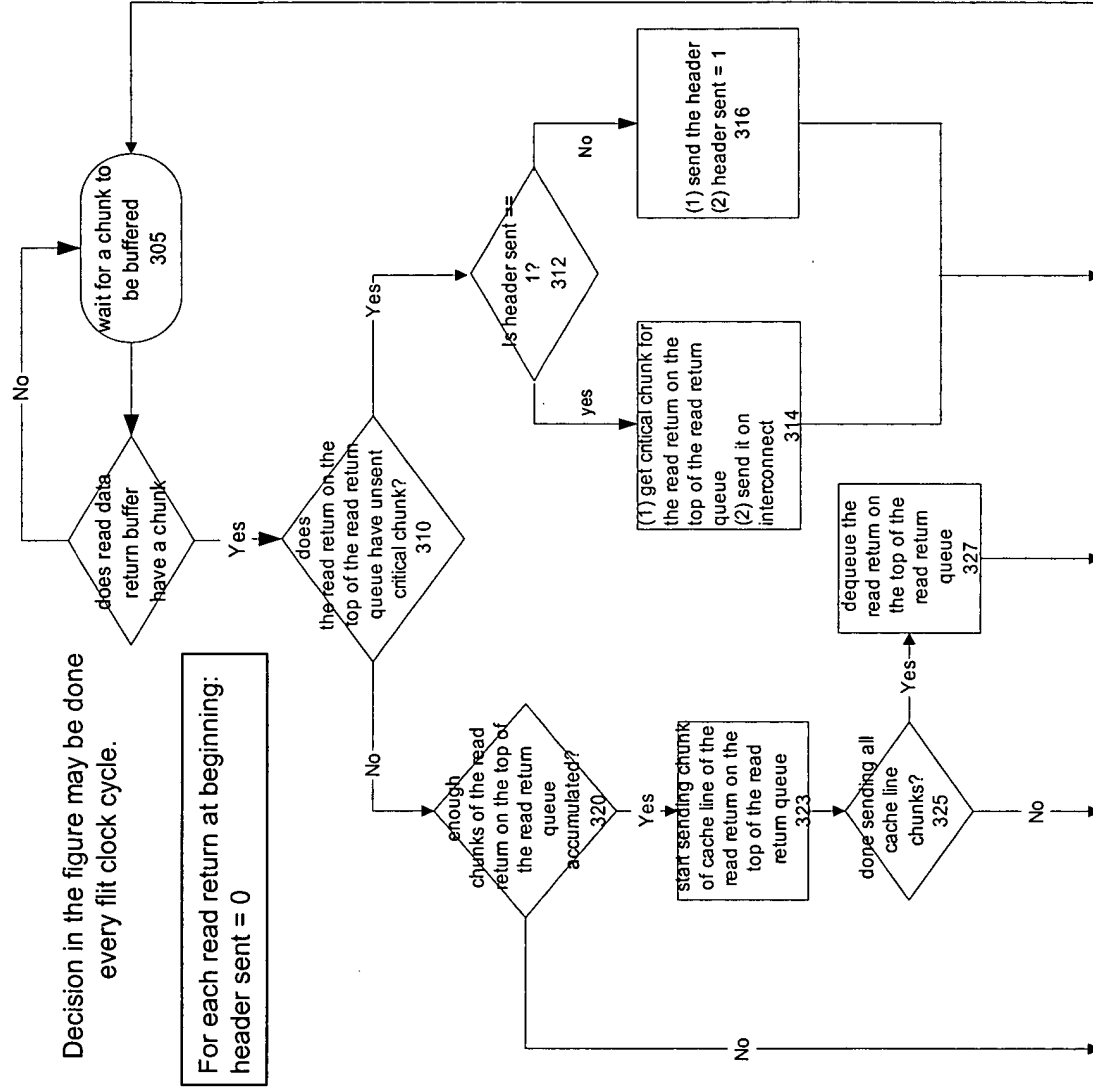 Decision in the figure may be done
every flit clock cycle.
For each read return at beginning:
header sent = 0
No
wait for a chunk to
be buffered
305
does read data
return buffer
have a chunk
Yes
does
the read return on the
top of the read return
queue have unsent
critical chunk?
310
Yes
No
Is header sent ==
1?
312
No
yes
(1) send the header
(2) header sent = 1
316
(1) get critical chunk for
the read return on the
top of the read return
queue
(2) send it on
interconnect
314
enough
chunks of the read
return on the top of
the read return
queue
accumulated?
320
Yes
No
start sending chunk
of cache line of the
read return on the
top of the read
return queue
323
done sending all
cache line
chunks?
325
Yes
No
dequeue the
read return on
the top of the
read return
queue
327